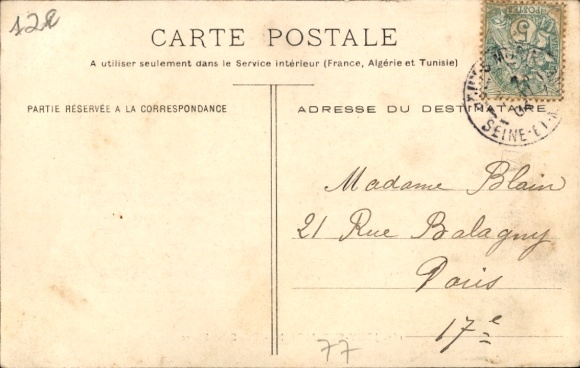 12e
CARTE POSTALE
A utiliser seulement dans le Service intérieur (France, Algérie et Tunisie)
PARTIE RÉSERVÉE A LA CORRESPONDANCE
ADRESSE DU DESTINATAIRE
SEINE-ET-M
Madame Blain
21 Rue Balagny
Paris
17e
77